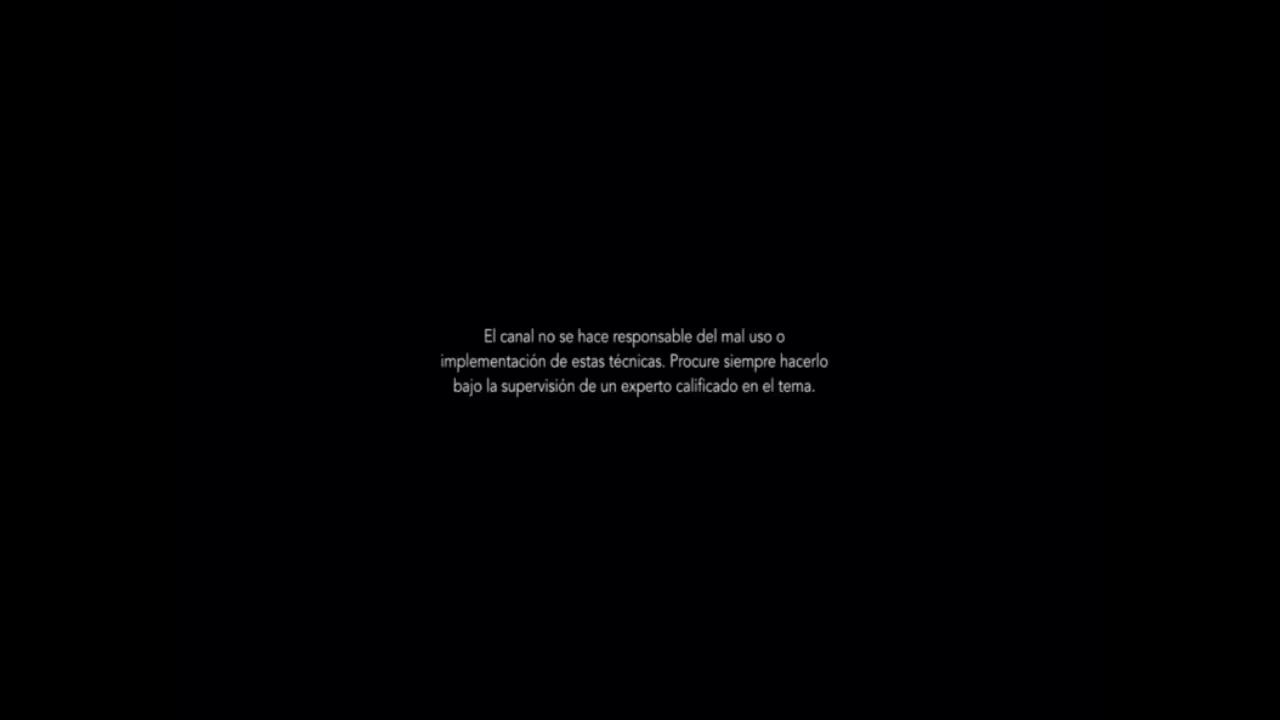 El canal no se hace responsable del mal uso o
implementación de estas técnicas. Procure siempre hacerlo
bajo la supervisión de un experto calificado en el tema.